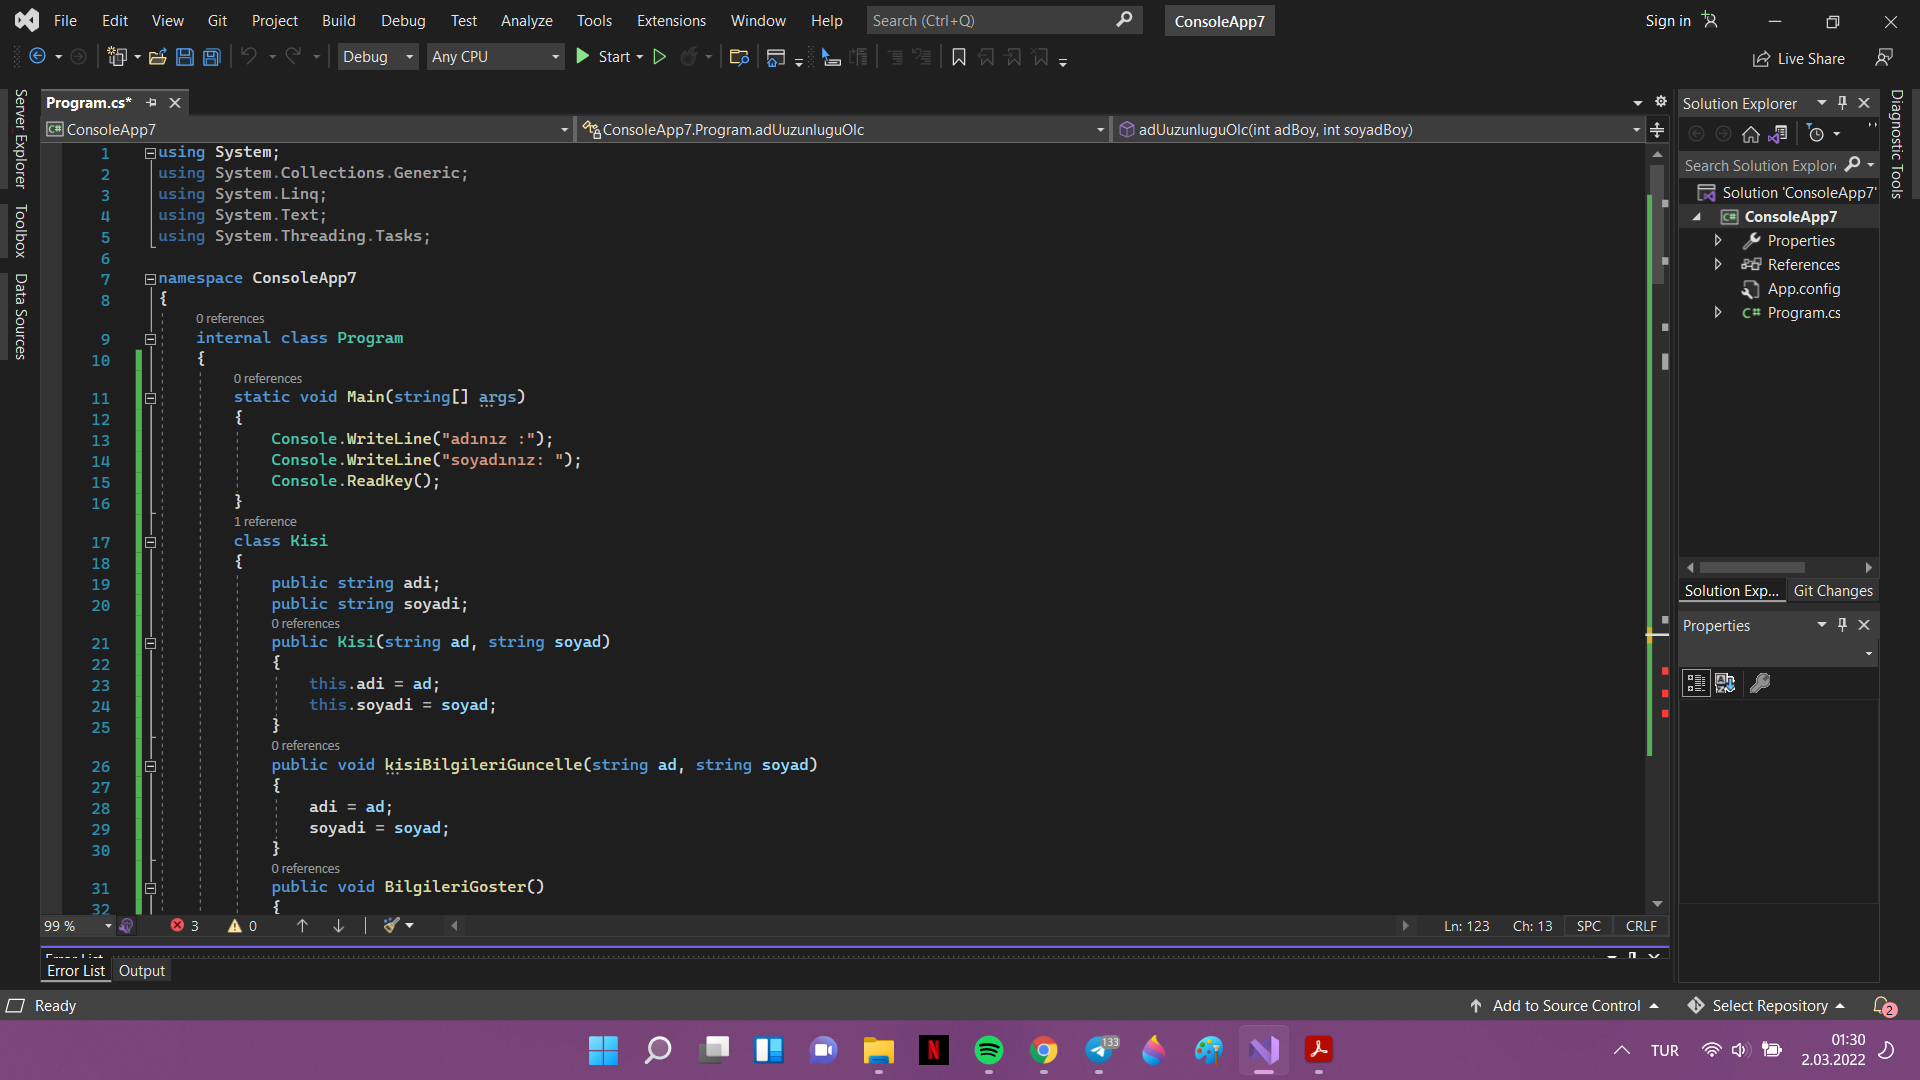 File Edit View Git Project Build Debug Test Analyze Tools Extensions Window Help Search (Ctrl+Q) ConsoleApp7 Sign in
Debug Any CPU Start Live Share
Server Explorer
Toolbox
Data Sources
Program.cs*
ConsoleApp7 ConsoleApp7.Program.adUuzunluguOlc adUuzunluguOlc(int adBoy, int soyadBoy)
1 using System;
2 using System.Collections.Generic;
3 using System.Linq;
4 using System.Text;
5 using System.Threading.Tasks;
6
7 namespace ConsoleApp7
8 {
0 references
9 internal class Program
10 {
0 references
11 static void Main(string[] args)
12 {
13 Console.WriteLine("adınız :");
14 Console.WriteLine("soyadınız: ");
15 Console.ReadKey();
16 }
1 reference
17 class Kisi
18 {
19 public string adi;
20 public string soyadi;
0 references
21 public Kisi(string ad, string soyad)
22 {
23 this.adi = ad;
24 this.soyadi = soyad;
25 }
0 references
26 public void kisiBilgileriGuncelle(string ad, string soyad)
27 {
28 adi = ad;
29 soyadi = soyad;
30 }
0 references
31 public void BilgileriGoster()
32 {
99 % 3 0 Ln: 123 Ch: 13 SPC CRLF
Error List
Error List Output
Solution Explorer
Search Solution Explor
Solution 'ConsoleApp7'
C# ConsoleApp7
Properties
References
App.config
C# Program.cs
Solution Exp... Git Changes
Properties
Diagnostic Tools
Ready Add to Source Control Select Repository 2
N 133 TUR 01:30
2.03.2022